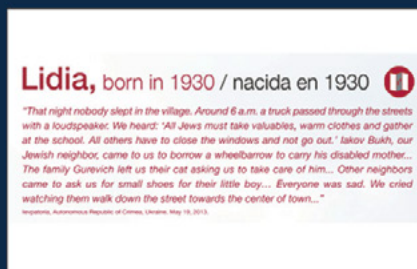 Lidia, born in 1930 / nacida en 1930
"That night nobody slept in the village. Around 6 a.m. a truck passed through the streets
with a loudspeaker. We heard: 'All Jews must take valuables, warm clothes and gather
at the school. All others have to close the windows and not go out.' Iakov Bukh, our
Jewish neighbor, came to us to borrow a wheelbarrow to carry his disabled mother...
The family Gurevich left us their cat asking us to take care of him... Other neighbors
came to ask us for small shoes for their little boy... Everyone was sad. We cried
watching them walk down the street towards the center of town..."
Ievpatoria, Autonomous Republic of Crimea, Ukraine. May 19, 2013.